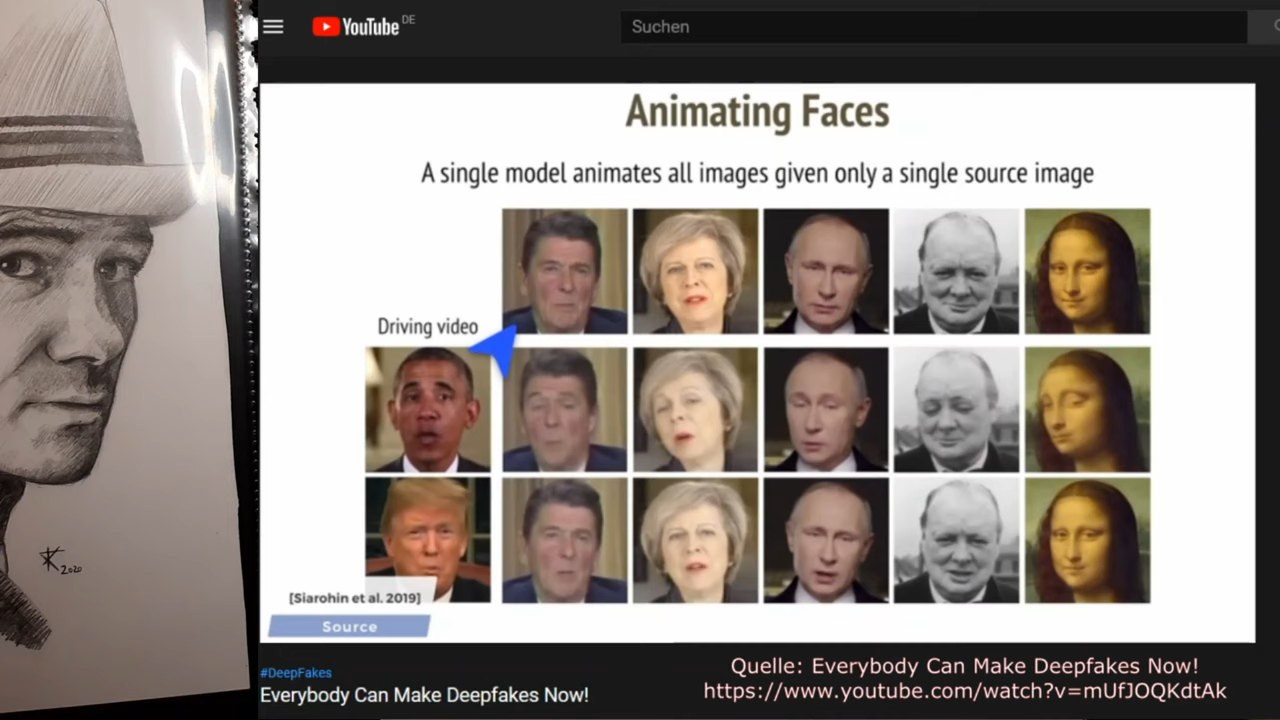 YouTube DE
Suchen
Animating Faces
A single model animates all images given only a single source image
Driving video
[Siarohin et al. 2019]
Source
#DeepFakes
Everybody Can Make Deepfakes Now!
Quelle: Everybody Can Make Deepfakes Now!
https://www.youtube.com/watch?v=mUfJOQKdtAk
2020